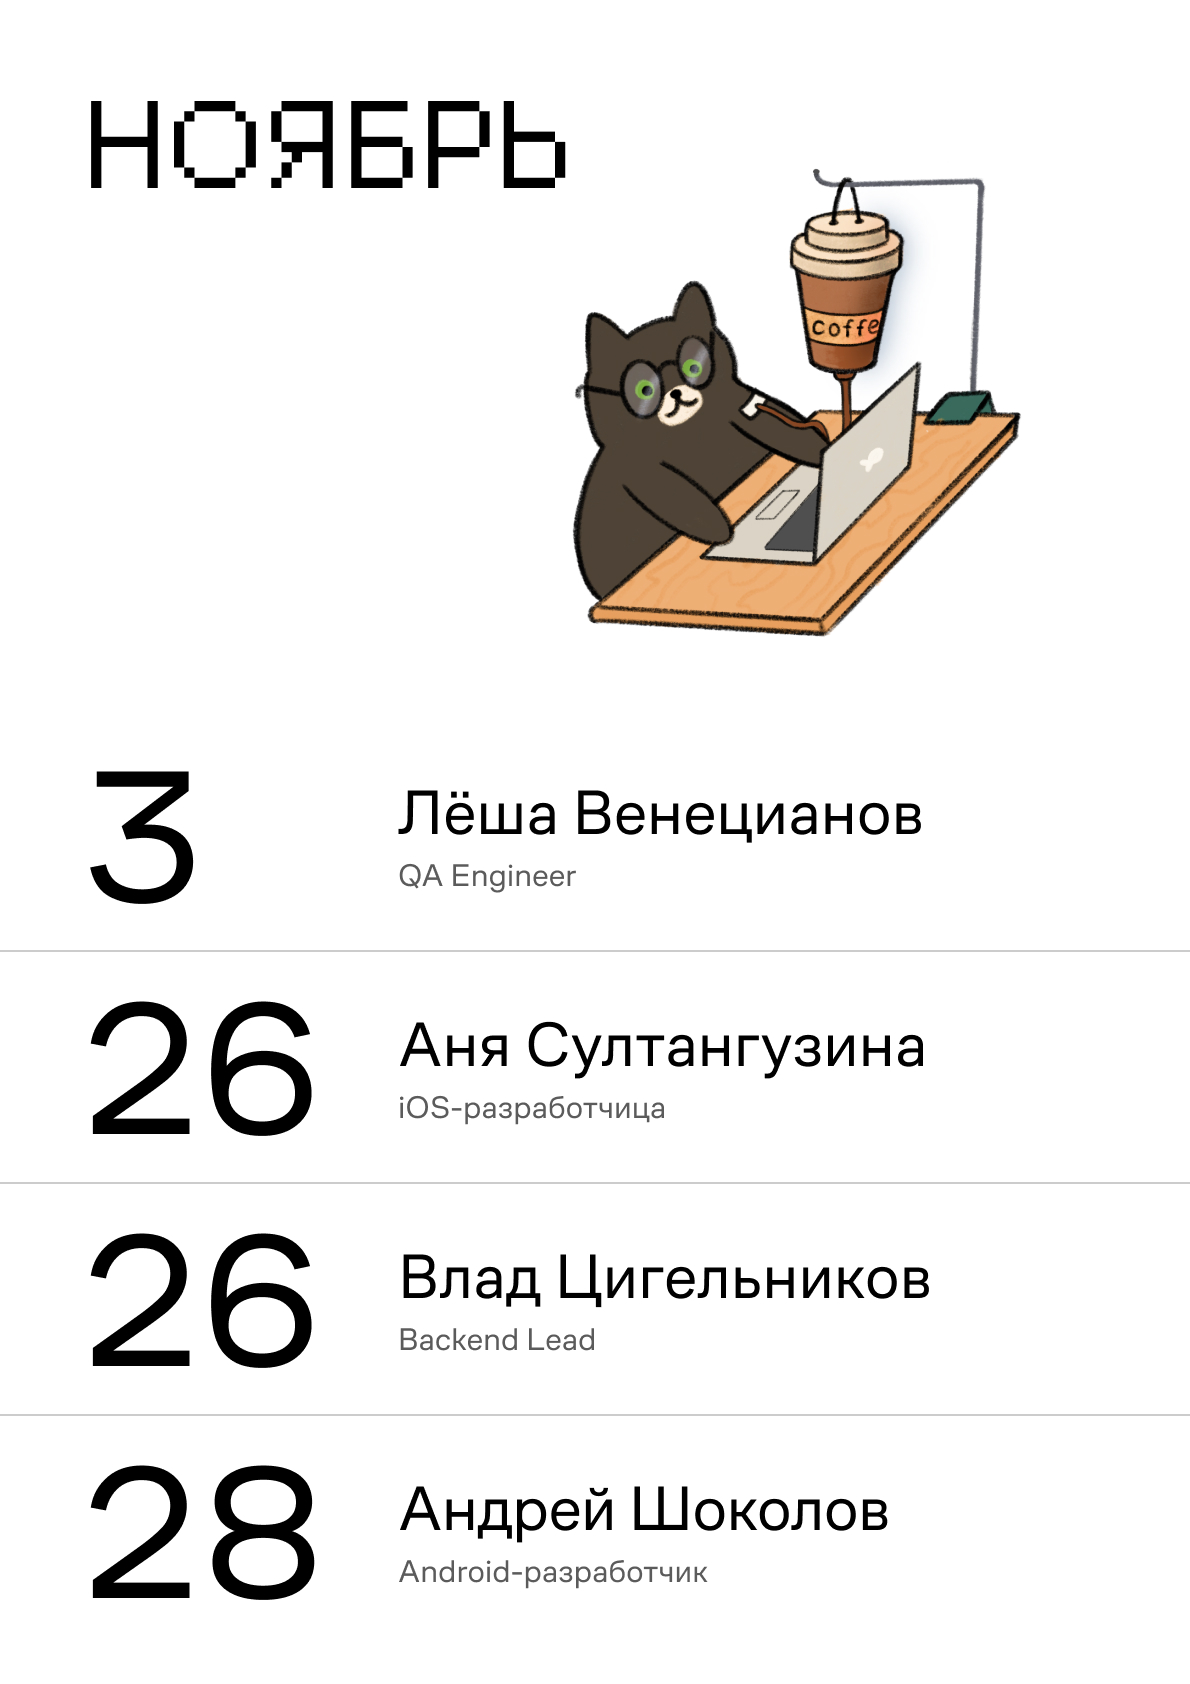 НОЯБРЬ
coffe
3
Лёша Венецианов
QA Engineer
26
Аня Султангузина
iOS-разработчица
26
Влад Цигельников
Backend Lead
28
Андрей Шоколов
Android-разработчик